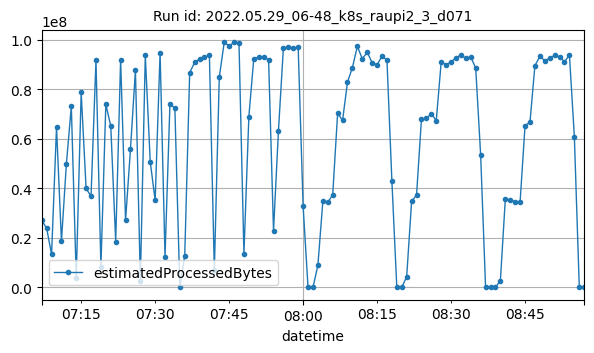 Run id: 2022.05.29_06-48_k8s_raupi2_3_d071
1e8
1.0
0.8
0.6
0.4
0.2
0.0
estimatedProcessedBytes
07:15 07:30 07:45 08:00 08:15 08:30 08:45
datetime